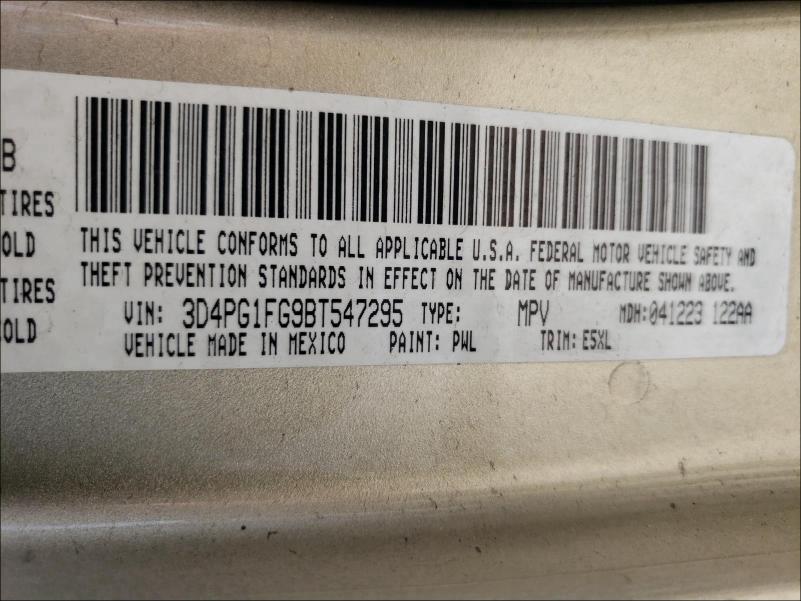 B
TIRES
OLD
TIRES
OLD
THIS VEHICLE CONFORMS TO ALL APPLICABLE U.S.A. FEDERAL MOTOR VEHICLE SAFETY AND
THEFT PREVENTION STANDARDS IN EFFECT ON THE DATE OF MANUFACTURE SHOWN ABOVE.
VIN: 3D4PG1FG9BT547295 TYPE: MPV MDH:041223 122AA
VEHICLE MADE IN MEXICO PAINT: PWL TRIM: E5XL